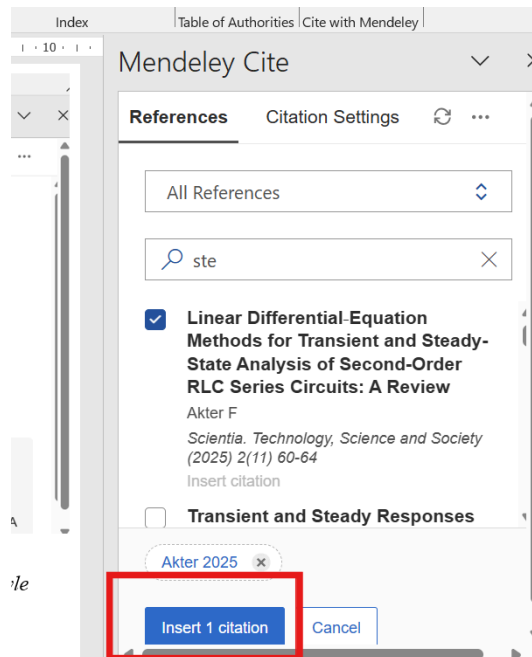 Index
Table of Authorities
Cite with Mendeley
10
Mendeley Cite
References
Citation Settings
All References
ste
Linear Differential-Equation
Methods for Transient and Steady-
State Analysis of Second-Order
RLC Series Circuits: A Review
Akter F
Scientia. Technology, Science and Society
(2025) 2(11) 60-64
Insert citation
Transient and Steady Responses
Akter 2025
Insert 1 citation
Cancel